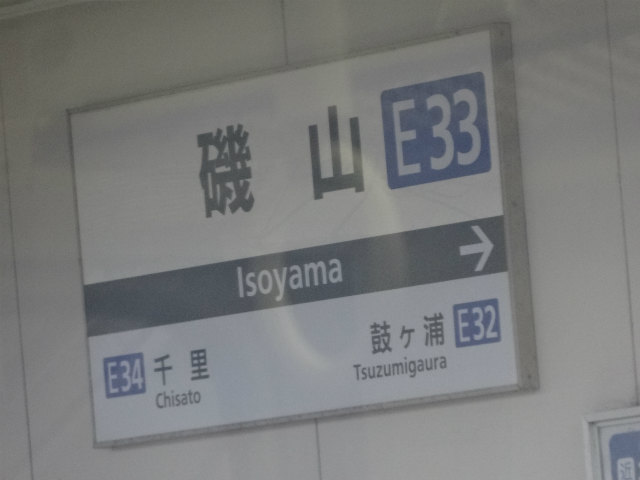 磯山 E33
Isoyama →
E34 千里
Chisato
鼓ヶ浦 E32
Tsuzumigaura